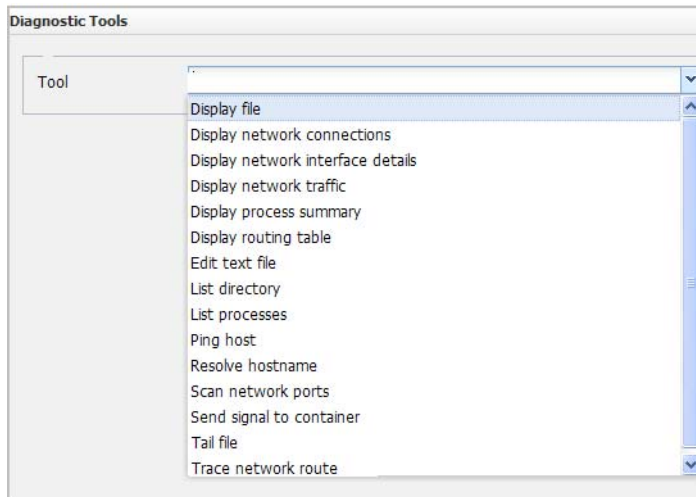 Diagnostic Tools
Tool
Display file
Display network connections
Display network interface details
Display network traffic
Display process summary
Display routing table
Edit text file
List directory
List processes
Ping host
Resolve hostname
Scan network ports
Send signal to container
Tail file
Trace network route